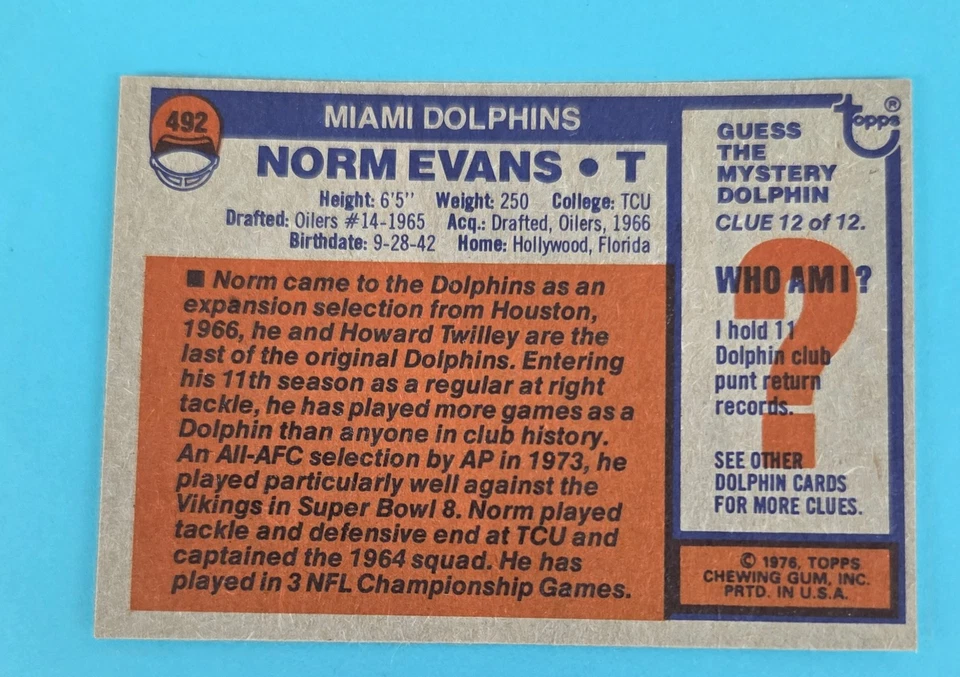 492
MIAMI DOLPHINS
NORM EVANS • T
Height: 6'5" Weight: 250 College: TCU
Drafted: Oilers #14-1965 Acq.: Drafted, Oilers, 1966
Birthdate: 9-28-42 Home: Hollywood, Florida
■ Norm came to the Dolphins as an
expansion selection from Houston,
1966, he and Howard Twilley are the
last of the original Dolphins. Entering
his 11th season as a regular at right
tackle, he has played more games as a
Dolphin than anyone in club history.
An All-AFC selection by AP in 1973, he
played particularly well against the
Vikings in Super Bowl 8. Norm played
tackle and defensive end at TCU and
captained the 1964 squad. He has
played in 3 NFL Championship Games.
topps®
GUESS
THE
MYSTERY
DOLPHIN
CLUE 12 of 12.
?
WHO AM I?
I hold 11
Dolphin club
punt return
records.
SEE OTHER
DOLPHIN CARDS
FOR MORE CLUES.
© 1976, TOPPS
CHEWING GUM, INC.
PRTD. IN U.S.A.